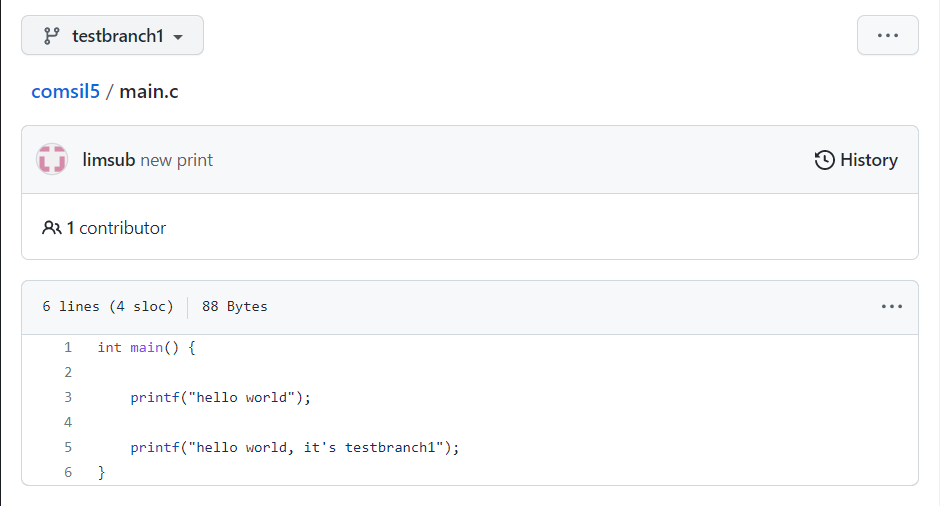 testbranch1
comsil5 / main.c
limsub new print
History
1 contributor
6 lines (4 sloc) 88 Bytes
1 int main() {
2
3     printf("hello world");
4
5     printf("hello world, it's testbranch1");
6 }